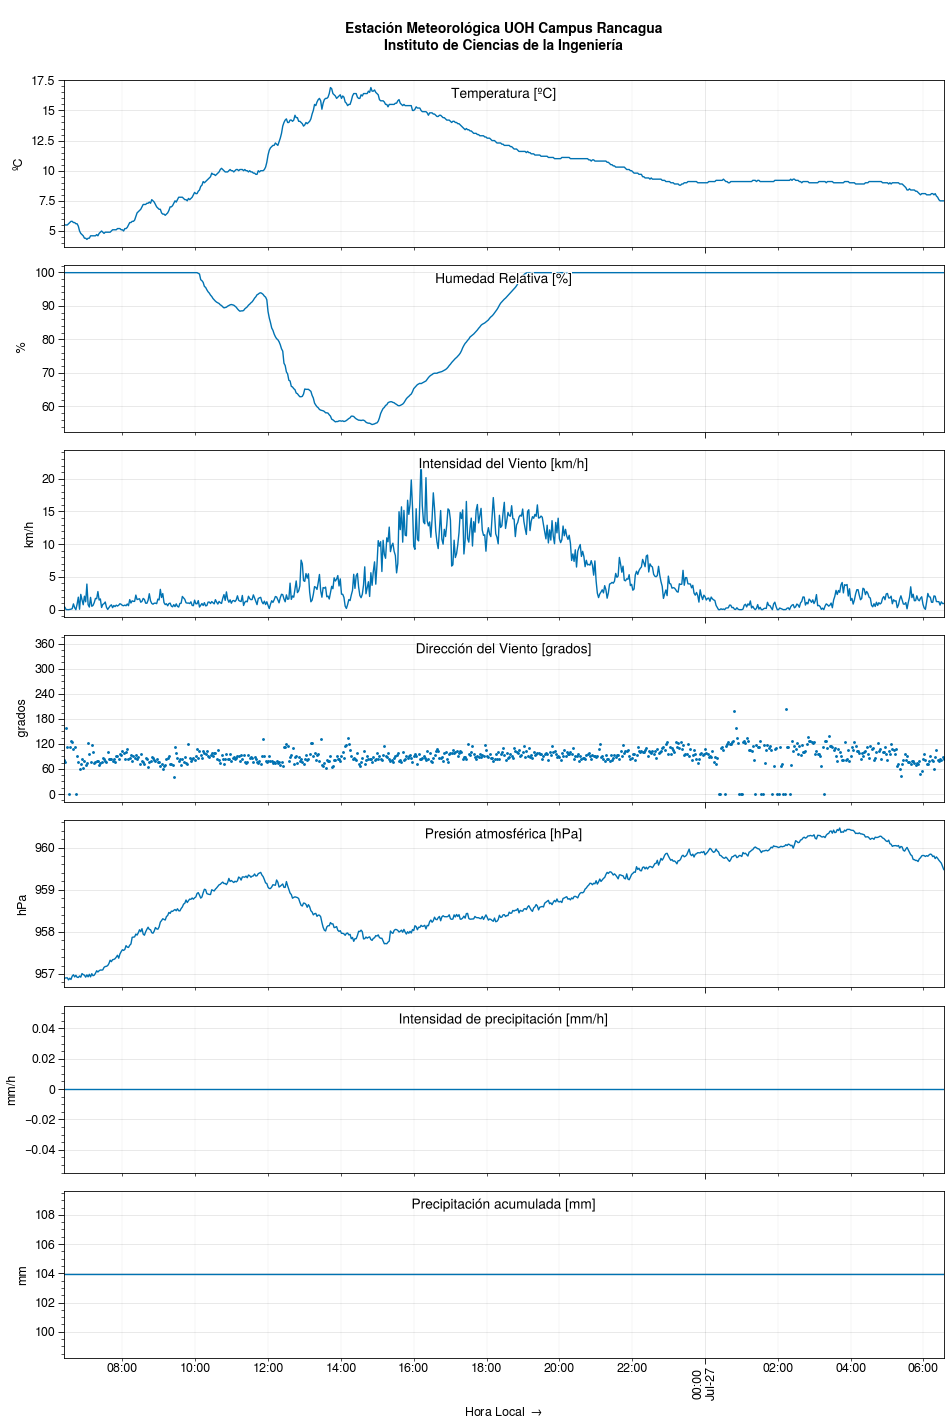 Estación Meteorológica UOH Campus Rancagua
Instituto de Ciencias de la Ingeniería
Temperatura [ºC]
ºC
17.5
15
12.5
10
7.5
5
Humedad Relativa [%]
%
100
90
80
70
60
Intensidad del Viento [km/h]
km/h
20
15
10
5
0
Dirección del Viento [grados]
grados
360
300
240
180
120
60
0
Presión atmosférica [hPa]
hPa
960
959
958
957
Intensidad de precipitación [mm/h]
mm/h
0.04
0.02
0
−0.02
−0.04
Precipitación acumulada [mm]
mm
108
106
104
102
100
08:00 10:00 12:00 14:00 16:00 18:00 20:00 22:00 00:00 02:00 04:00 06:00
Jul-27
Hora Local →